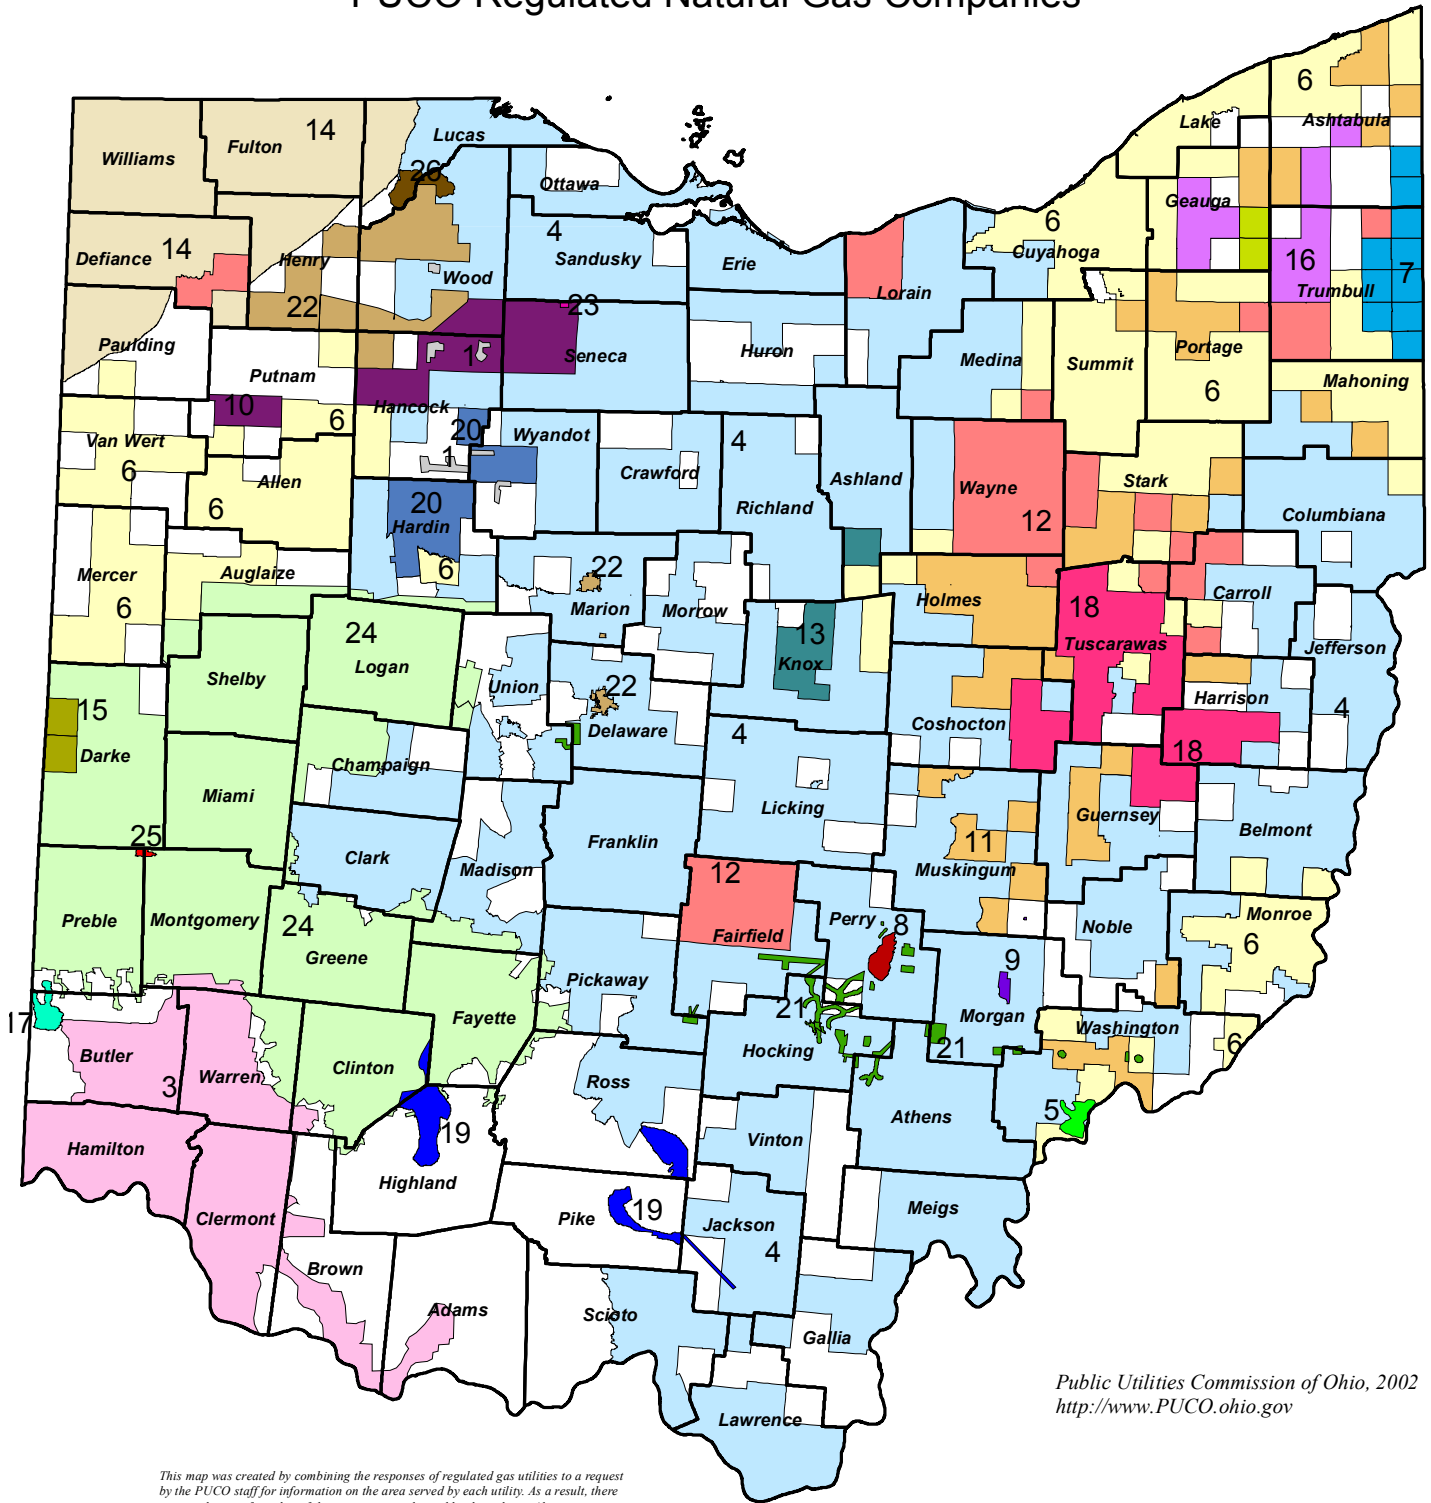 PUCO Regulated Natural Gas Companies
6
Lake
Ashtabula
14
Lucas
Fulton
Williams
26
Ottawa
Geauga
6
Cuyahoga
4
Sandusky
Erie
14
Defiance
Henry
Wood
16
7
Trumbull
Lorain
22
23
Paulding
1
Seneca
Huron
Medina
Summit
Portage
Putnam
6
Mahoning
Hancock
10
6
20
Wyandot
4
Van Wert
6
1
Crawford
Ashland
Stark
Allen
Wayne
20
6
Richland
12
Columbiana
Hardin
Mercer
Auglaize
6
22
6
Marion
Morrow
Holmes
18
Carroll
24
13
Tuscarawas
Jefferson
Logan
Knox
Shelby
Union
22
Harrison
15
4
Coshocton
Delaware
4
Darke
Champaign
18
Miami
Licking
Guernsey
25
Franklin
11
Belmont
Clark
Madison
12
Muskingum
Preble
Montgomery
24
Perry
8
Monroe
Noble
Fairfield
6
Greene
9
Pickaway
17
21
Fayette
Morgan
Washington
Butler
Hocking
21
6
Clinton
Warren
3
Ross
5
Athens
19
Vinton
Hamilton
Highland
Meigs
Clermont
Pike
19
Jackson
4
Brown
Adams
Scioto
Gallia
Lawrence
Public Utilities Commission of Ohio, 2002
http://www.PUCO.ohio.gov
This map was created by combining the responses of regulated gas utilities to a request
by the PUCO staff for information on the area served by each utility. As a result, there